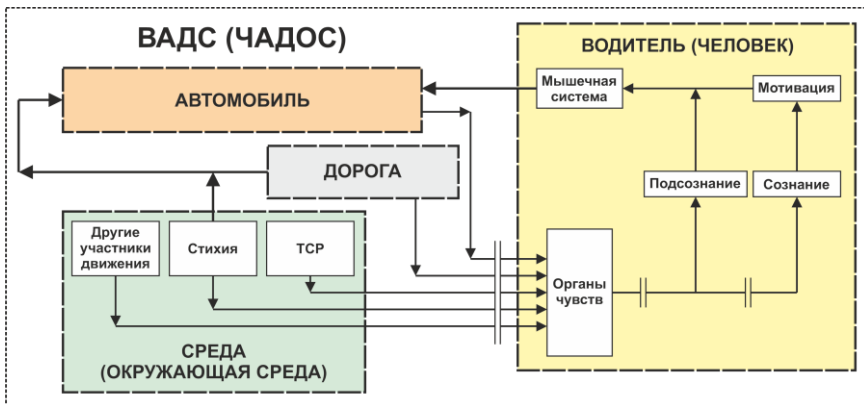 ВАДС (ЧАДОС)
АВТОМОБИЛЬ
ДОРОГА
Другие
участники
движения
Стихия
ТСР
СРЕДА
(ОКРУЖАЮЩАЯ СРЕДА)
ВОДИТЕЛЬ (ЧЕЛОВЕК)
Мышечная
система
Мотивация
Подсознание
Сознание
Органы
чувств